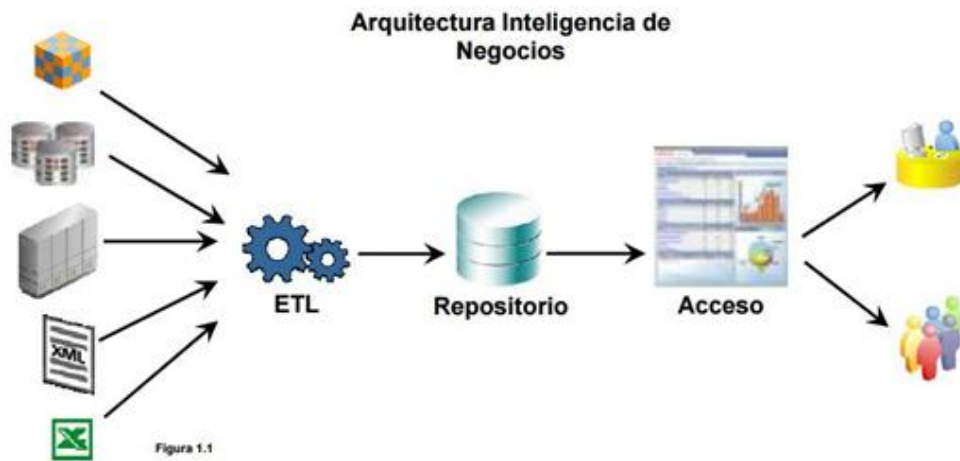 Arquitectura Inteligencia de
Negocios
ETL
Repositorio
Acceso
XML
Figura 1.1